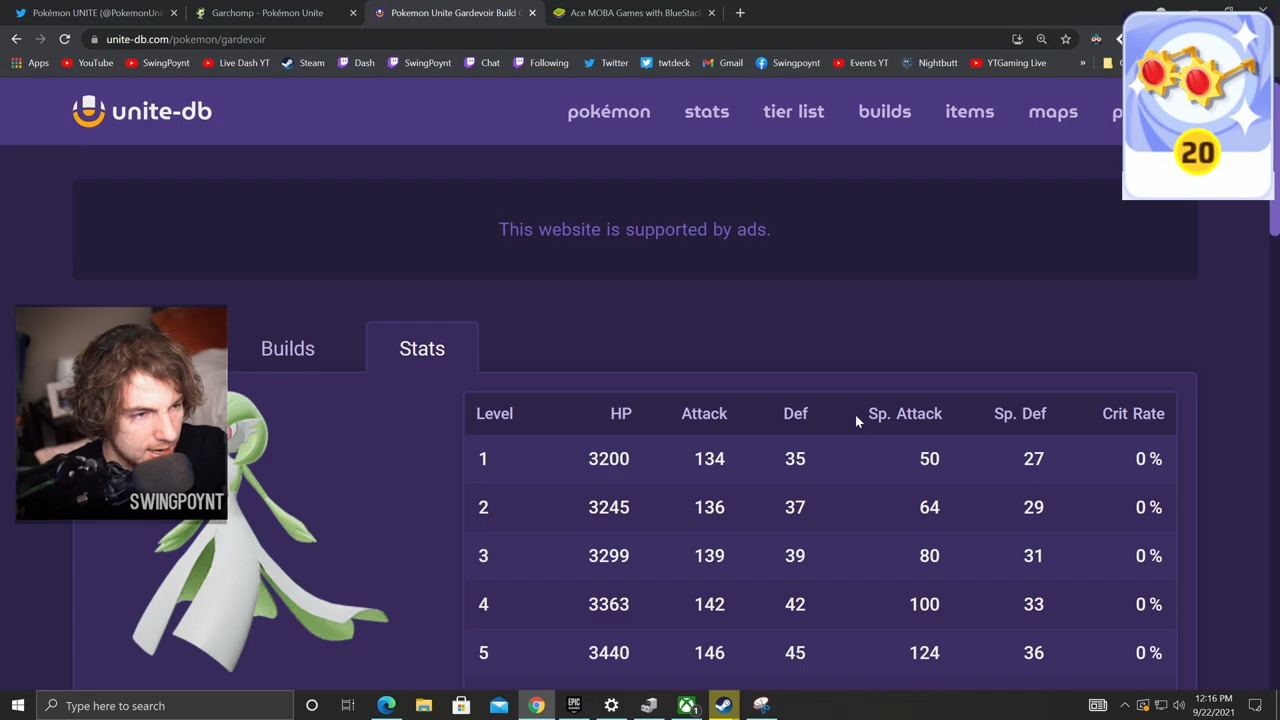 Pokémon UNITE (@PokemonUni
Garchomp - Pokémon Unite
Pokemon Unite Gardevoir Build G
Ace MOBA Games with BlueStack
unite-db.com/pokemon/gardevoir
Apps YouTube SwingPoynt Live Dash YT Steam Dash SwingPoynt Chat Following Twitter twtdeck Gmail Swingpoynt Events YT Nightbutt YTGaming Live »
unite-db
pokémon stats tier list builds items maps p
20
This website is supported by ads.
Builds Stats
Level HP Attack Def Sp. Attack Sp. Def Crit Rate
1 3200 134 35 50 27 0 %
2 3245 136 37 64 29 0 %
3 3299 139 39 80 31 0 %
4 3363 142 42 100 33 0 %
5 3440 146 45 124 36 0 %
SWINGPOYNT
Type here to search
EPIC
1
12:16 PM
9/22/2021